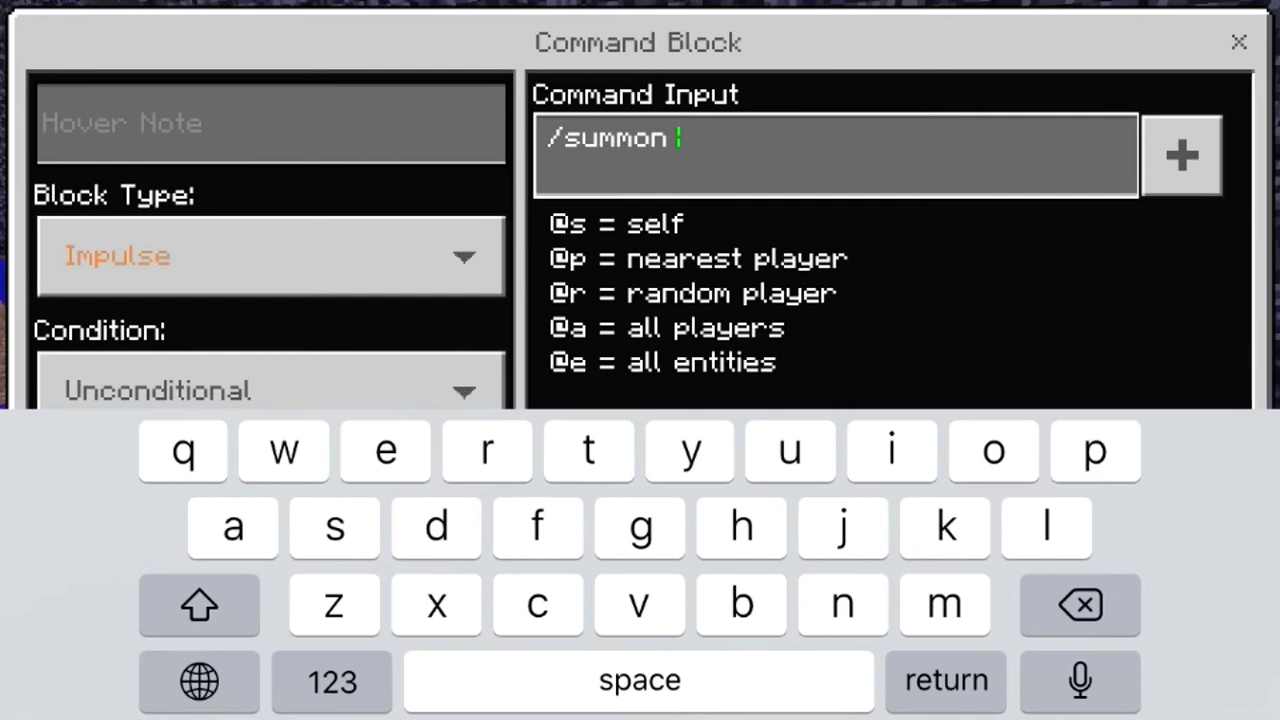 Command Block
Hover Note
Block Type:
Impulse
Condition:
Unconditional
Command Input
/summon
@s = self
@p = nearest player
@r = random player
@a = all players
@e = all entities
q w e r t y u i o p
a s d f g h j k l
z x c v b n m
123 space return